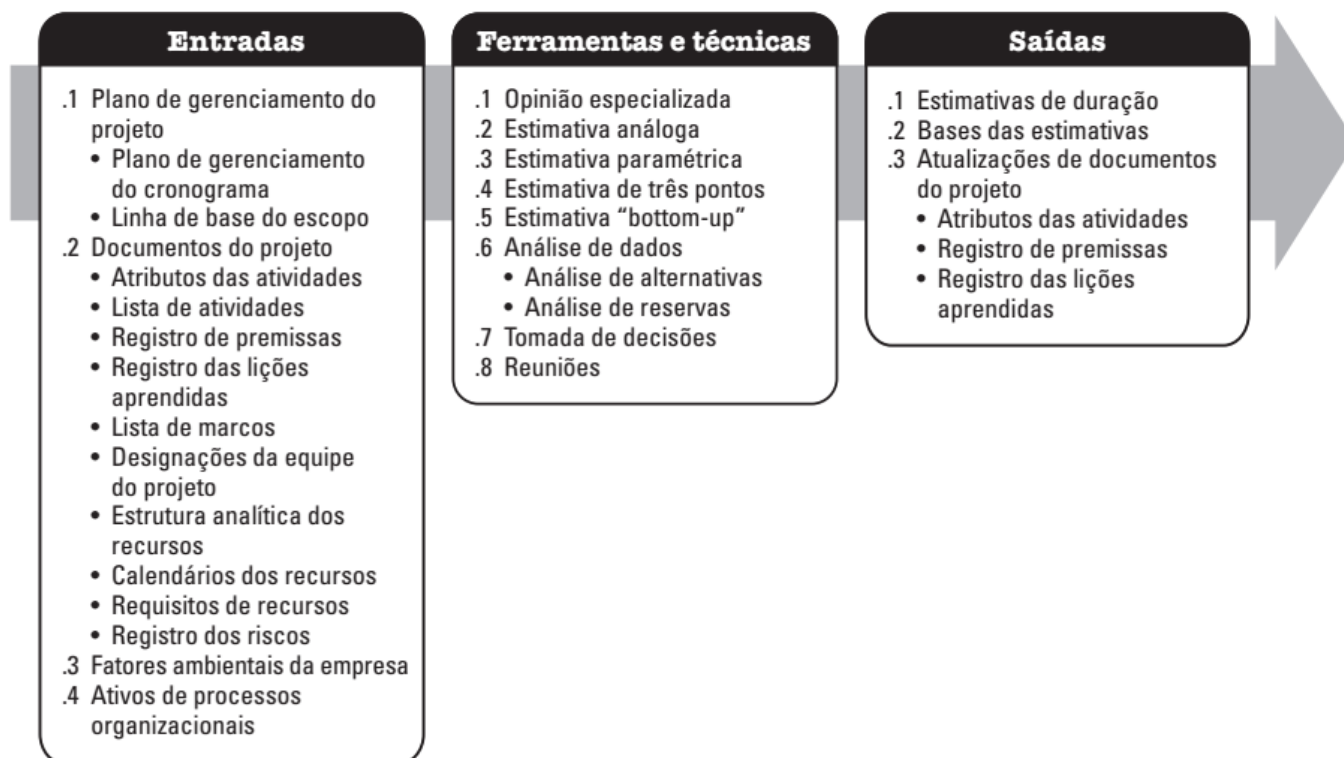 Entradas
.1 Plano de gerenciamento do
projeto
• Plano de gerenciamento
do cronograma
• Linha de base do escopo
.2 Documentos do projeto
• Atributos das atividades
• Lista de atividades
• Registro de premissas
• Registro das lições
aprendidas
• Lista de marcos
• Designações da equipe
do projeto
• Estrutura analítica dos
recursos
• Calendários dos recursos
• Requisitos de recursos
• Registro dos riscos
.3 Fatores ambientais da empresa
.4 Ativos de processos
organizacionais
Ferramentas e técnicas
.1 Opinião especializada
.2 Estimativa análoga
.3 Estimativa paramétrica
.4 Estimativa de três pontos
.5 Estimativa “bottom-up”
.6 Análise de dados
• Análise de alternativas
• Análise de reservas
.7 Tomada de decisões
.8 Reuniões
Saídas
.1 Estimativas de duração
.2 Bases das estimativas
.3 Atualizações de documentos
do projeto
• Atributos das atividades
• Registro de premissas
• Registro das lições
aprendidas